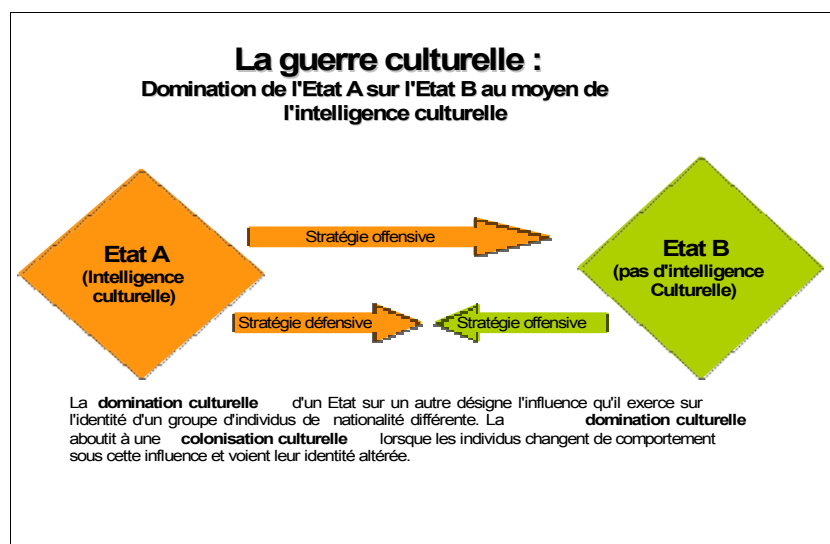 La guerre culturelle :
Domination de l'Etat A sur l'Etat B au moyen de
l'intelligence culturelle
Etat A
(Intelligence
culturelle)
Stratégie offensive
Etat B
(pas d'intelligence
Culturelle)
Stratégie défensive
Stratégie offensive
La domination culturelle d'un Etat sur un autre désigne l'influence qu'il exerce sur
l'identité d'un groupe d'individus de nationalité différente. La domination culturelle
aboutit à une colonisation culturelle lorsque les individus changent de comportement
sous cette influence et voient leur identité altérée.